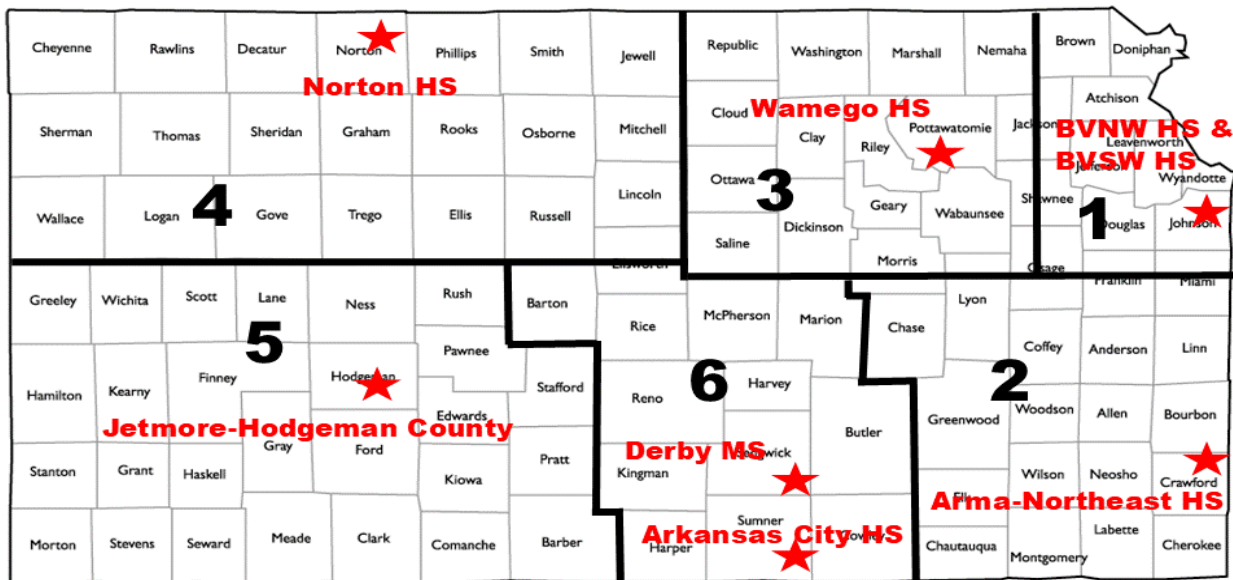 Cheyenne Rawlins Decatur Norton Phillips Smith Jewell Republic Washington Marshall Nemaha Brown Doniphan
Norton HS
Atchison
Wamego HS
BVNW HS &
BVSW HS
Sherman Thomas Sheridan Graham Rooks Osborne Mitchell Cloud Clay Riley Pottawatomie Jackson Leavenworth
Jefferson Wyandotte
Lincoln Ottawa
4 3 1
Wallace Logan Gove Trego Ellis Russell Saline Dickinson Geary Wabaunsee Shawnee Douglas Johnson
Morris Osage
Ellsworth Franklin Miami
Greeley Wichita Scott Lane Ness Rush Barton Rice McPherson Marion Chase Lyon
5 6 2
Pawnee Coffey Anderson Linn
Hamilton Kearny Finney Hodgeman Stafford Reno Harvey
Edwards Greenwood Woodson Allen Bourbon
Jetmore-Hodgeman County
Gray Ford Butler
Derby MS
Sedgwick
Stanton Grant Haskell Kiowa Pratt Kingman Wilson Neosho Crawford
Elk
Arma-Northeast HS
Sumner Labette
Arkansas City HS
Morton Stevens Seward Meade Clark Comanche Barber Harper Cowley Chautauqua Montgomery Cherokee